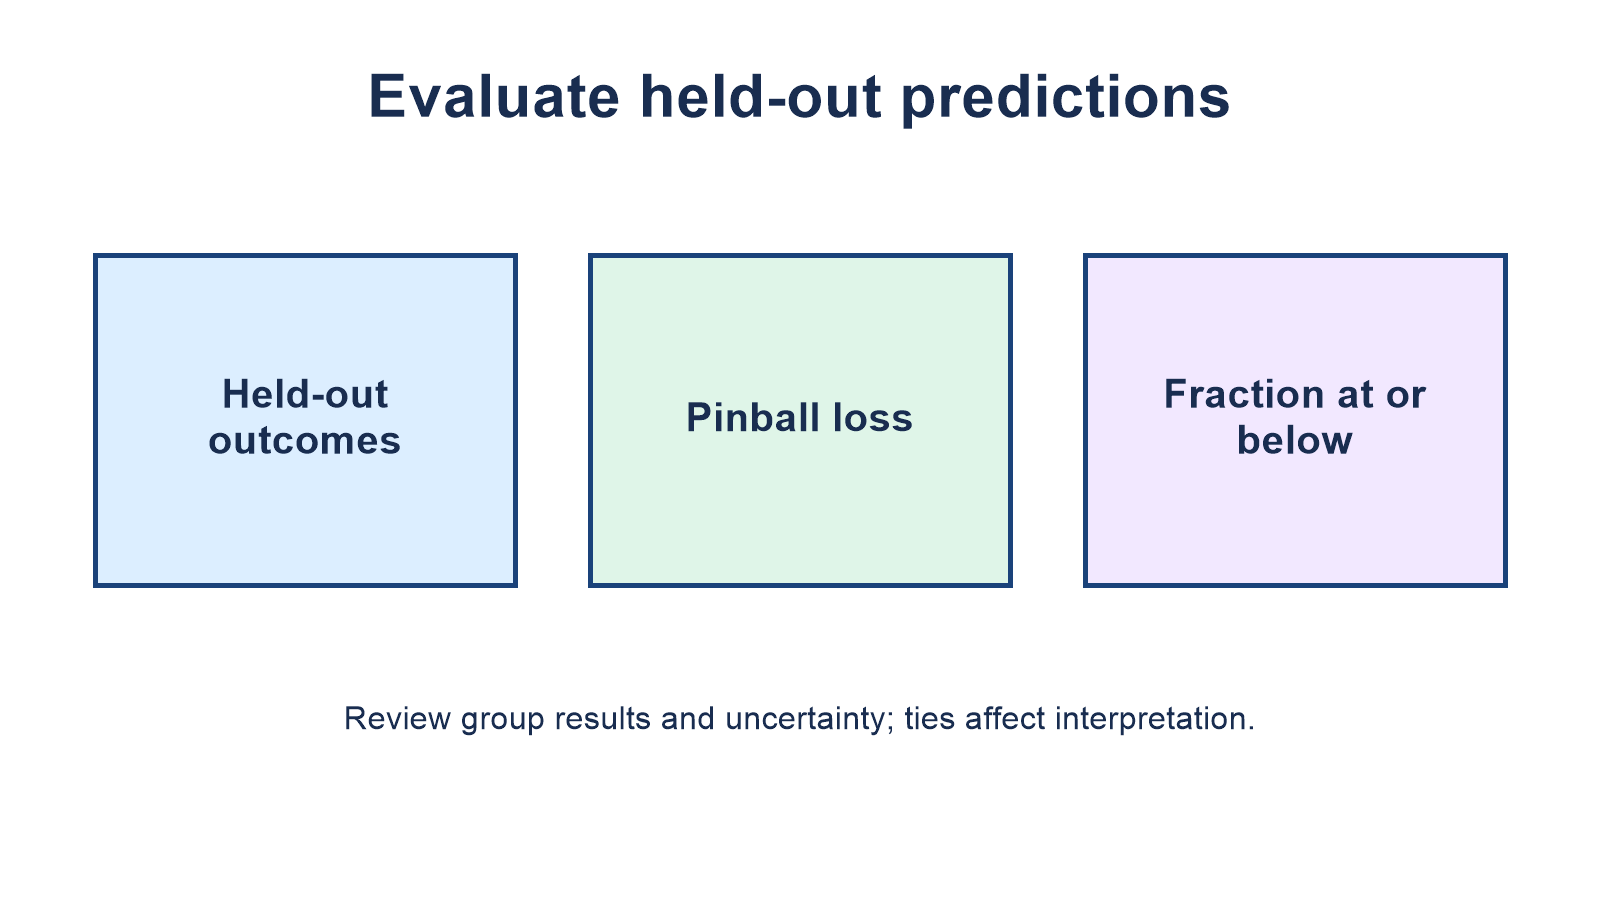 Evaluate held-out predictions
Held-out
outcomes
Pinball loss
Fraction at or
below
Review group results and uncertainty; ties affect interpretation.